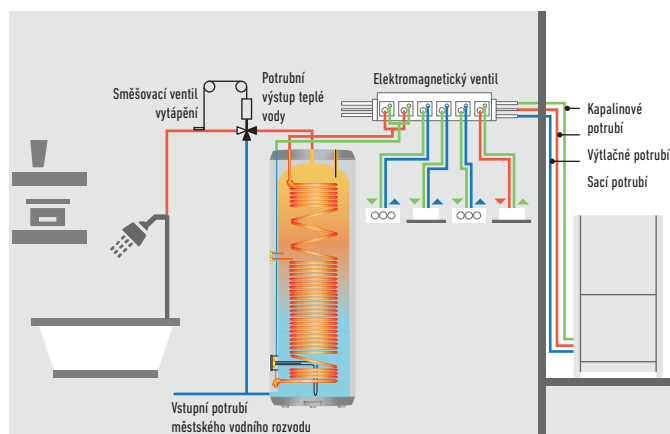 Směšovací ventil
vytápění
Potrubní
výstup teplé
vody
Elektromagnetický ventil
Kapalinové
potrubí
Výtlačné potrubí
Sací potrubí
Vstupní potrubí
městského vodního rozvodu